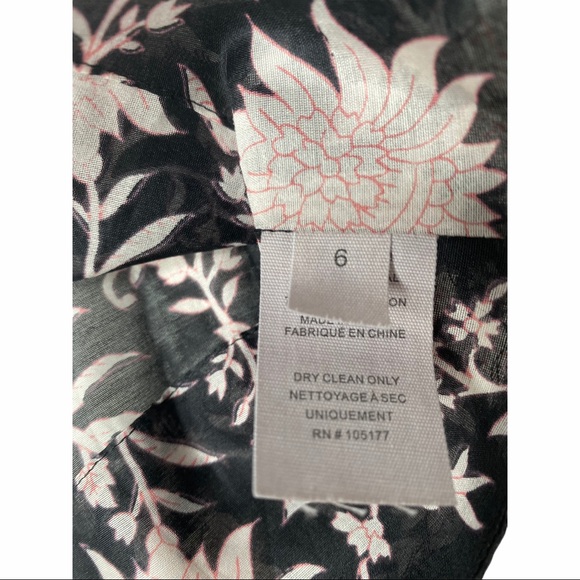 6
FABRIQUE EN CHINE
DRY CLEAN ONLY
NETTOYAGE À SEC
UNIQUEMENT
RN # 105177